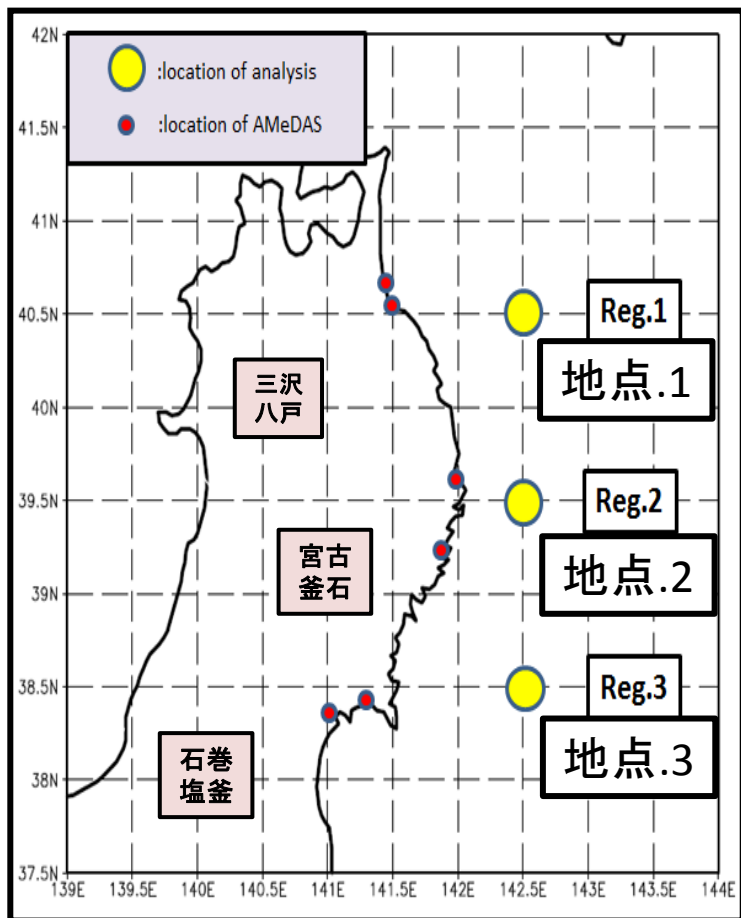 42N
:location of analysis
:location of AMeDAS
41.5N
41N
40.5N
Reg.1
地点.1
三沢
八戸
40N
39.5N
Reg.2
地点.2
宮古
釜石
39N
38.5N
Reg.3
地点.3
石巻
塩釜
38N
37.5N
139E 139.5E 140E 140.5E 141E 141.5E 142E 142.5E 143E 143.5E 144E